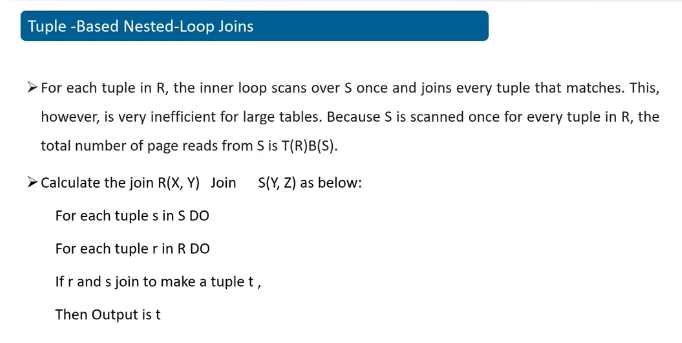 Tuple -Based Nested-Loop Joins
➢ For each tuple in R, the inner loop scans over S once and joins every tuple that matches. This,
however, is very inefficient for large tables. Because S is scanned once for every tuple in R, the
total number of page reads from S is T(R)B(S).
➢ Calculate the join R(X, Y) Join S(Y, Z) as below:
For each tuple s in S DO
For each tuple r in R DO
If r and s join to make a tuple t ,
Then Output is t